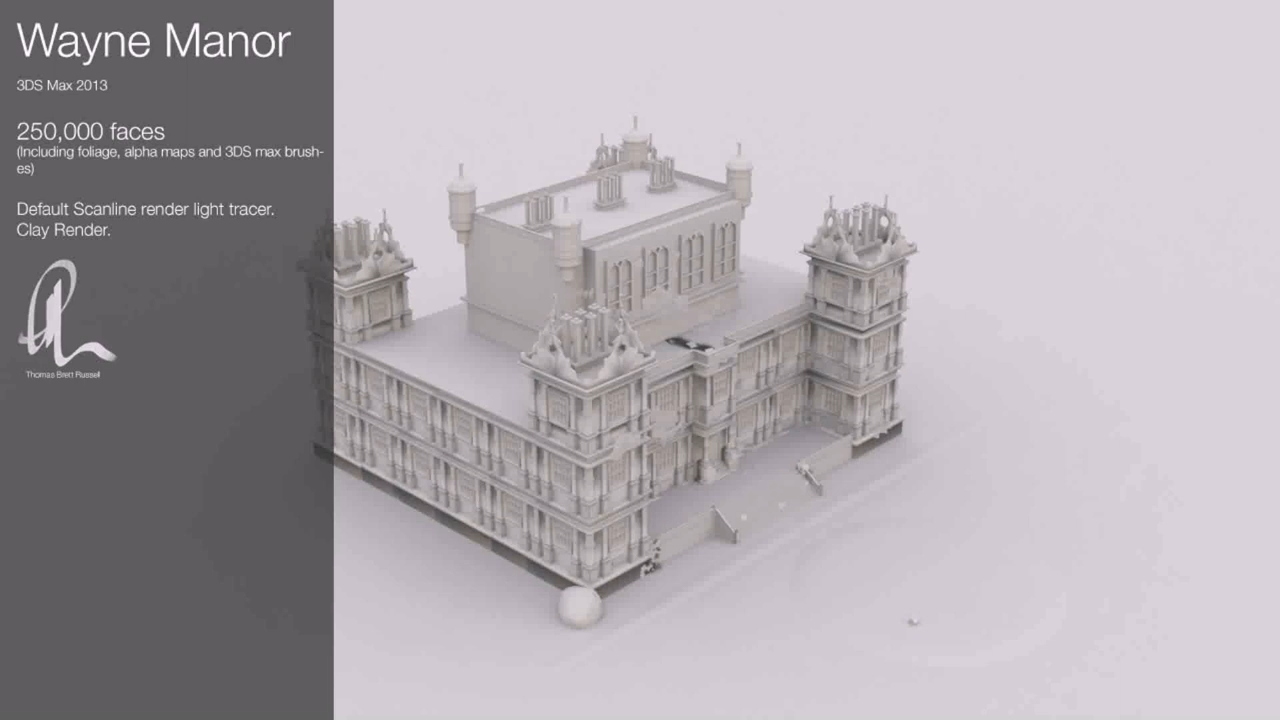 Wayne Manor
3DS Max 2013
250,000 faces
(Including foliage, alpha maps and 3DS max brush-
es)
Default Scanline render light tracer.
Clay Render.
Thomas Brett Russell